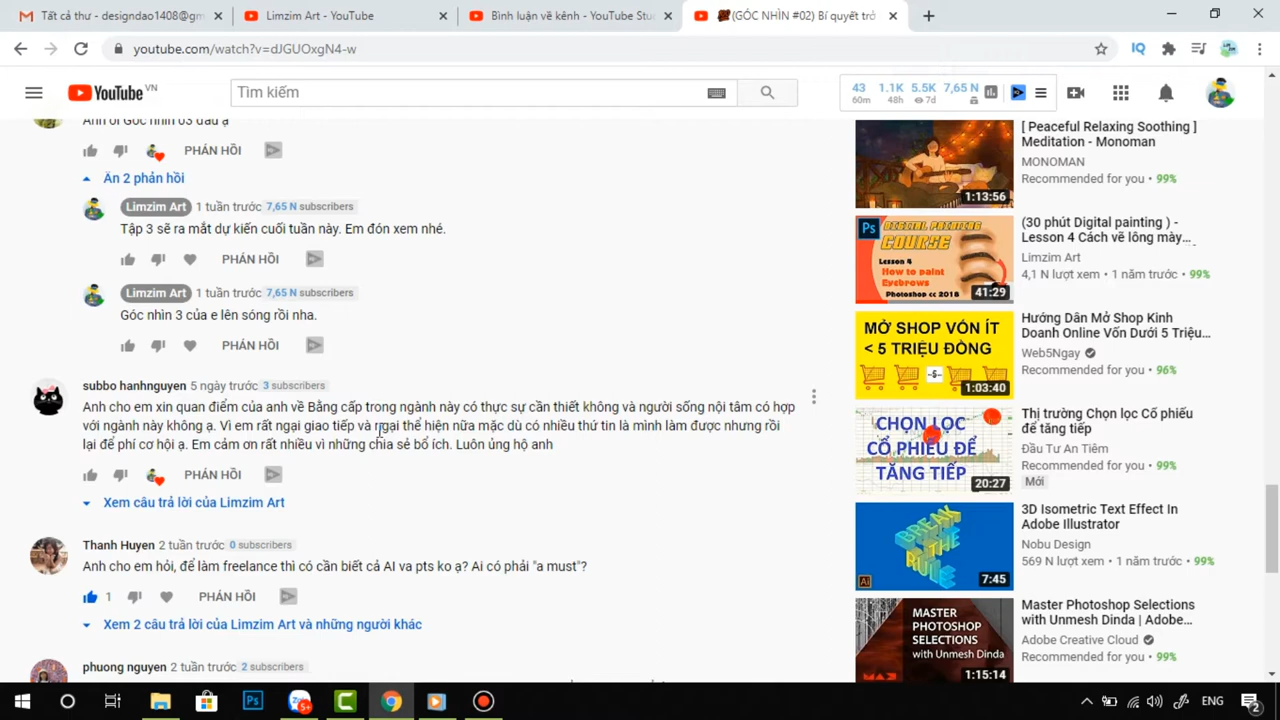 Tất cả thư - designdao1408@gm
Limzim Art - YouTube
Bình luận về kênh - YouTube Stu
(GÓC NHÌN #02) Bí quyết trở
youtube.com/watch?v=dJGUOxgN4-w
IQ
YouTube VN
Tìm kiếm
43 1.1K 5.5K 7,65 N
60m 48h 7d
Anh ơi Góc nhìn 03 đâu ạ
PHẢN HỒI
Ẩn 2 phản hồi
Limzim Art 1 tuần trước 7,65 N subscribers
Tập 3 sẽ ra mắt dự kiến cuối tuần này. Em đón xem nhé.
PHẢN HỒI
Limzim Art 1 tuần trước 7,65 N subscribers
Góc nhìn 3 của e lên sóng rồi nha.
PHẢN HỒI
subbo hanhnguyen 5 ngày trước 3 subscribers
Anh cho em xin quan điểm của anh về Bằng cấp trong ngành này có thực sự cần thiết không và người sống nội tâm có hợp
với ngành này không ạ. Vì em rất ngại giao tiếp và ngại thể hiện nữa mặc dù có nhiều thứ tin là mình làm được nhưng rồi
lại để phí cơ hội ạ. Em cảm ơn rất nhiều vì những chia sẻ bổ ích. Luôn ủng hộ anh
PHẢN HỒI
Xem câu trả lời của Limzim Art
Thanh Huyen 2 tuần trước 0 subscribers
Anh cho em hỏi, để làm freelance thì có cần biết cả AI va pts ko ạ? Ai có phải "a must"?
1 PHẢN HỒI
Xem 2 câu trả lời của Limzim Art và những người khác
phuong nguyen 2 tuần trước 2 subscribers
1:13:56
[ Peaceful Relaxing Soothing ]
Meditation - Monoman
MONOMAN
Recommended for you • 99%
Ps
DIGITAL PAINTING
COURSE
Lesson 4
How to paint
Eyebrows
Photoshop cc 2018
41:29
(30 phút Digital painting ) -
Lesson 4 Cách vẽ lông mày...
Limzim Art
4,1 N lượt xem • 1 năm trước • 99%
MỞ SHOP VỐN ÍT
< 5 TRIỆU ĐỒNG
-$-
1:03:40
Hướng Dẫn Mở Shop Kinh
Doanh Online Vốn Dưới 5 Triệu...
Web5Ngay
Recommended for you • 96%
CHỌN LỌC
CỔ PHIẾU ĐỂ
TĂNG TIẾP
20:27
Thị trường Chọn lọc Cổ phiếu
để tăng tiếp
Đầu Tư An Tiêm
Recommended for you • 99%
Mới
BREAK
THE
RULE
Ai
7:45
3D Isometric Text Effect In
Adobe Illustrator
Nobu Design
569 N lượt xem • 1 năm trước • 99%
MASTER
PHOTOSHOP
SELECTIONS
with Unmesh Dinda
MAX
1:15:14
Master Photoshop Selections
with Unmesh Dinda | Adobe...
Adobe Creative Cloud
Recommended for you • 99%
Ps
Zalo
5+
ENG
2